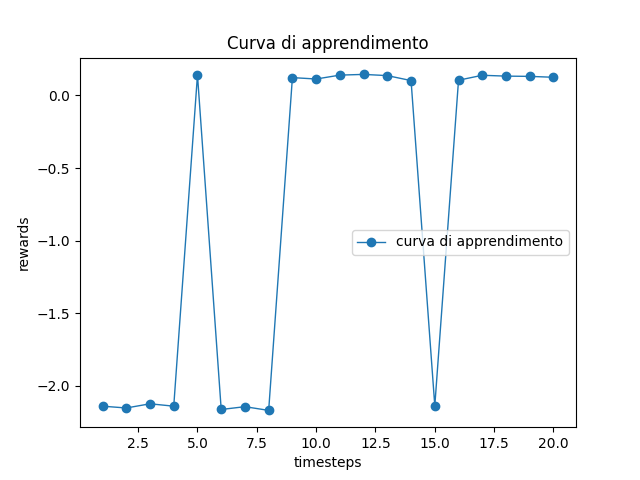 Curva di apprendimento
rewards
0.0
−0.5
−1.0
−1.5
−2.0
curva di apprendimento
2.5 5.0 7.5 10.0 12.5 15.0 17.5 20.0
timesteps